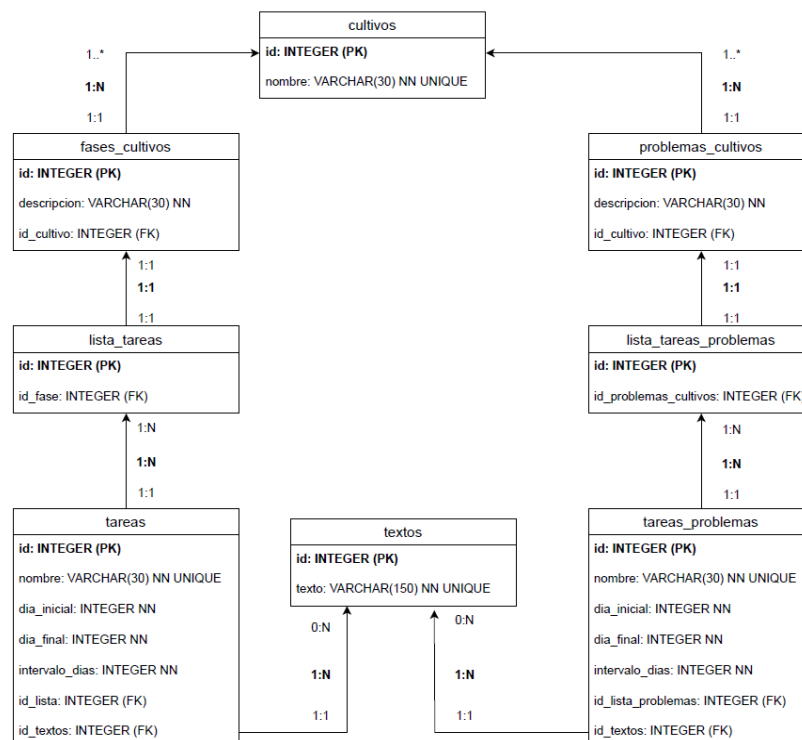 cultivos
id: INTEGER (PK)
nombre: VARCHAR(30) NN UNIQUE
1..*
1:N
1:1
1..*
1:N
1:1
fases_cultivos
id: INTEGER (PK)
descripcion: VARCHAR(30) NN
id_cultivo: INTEGER (FK)
problemas_cultivos
id: INTEGER (PK)
descripcion: VARCHAR(30) NN
id_cultivo: INTEGER (FK)
1:1
1:1
1:1
1:1
1:1
1:1
lista_tareas
id: INTEGER (PK)
id_fase: INTEGER (FK)
lista_tareas_problemas
id: INTEGER (PK)
id_problemas_cultivos: INTEGER (FK)
1:N
1:N
1:1
1:N
1:N
1:1
tareas
id: INTEGER (PK)
nombre: VARCHAR(30) NN UNIQUE
dia_inicial: INTEGER NN
dia_final: INTEGER NN
intervalo_dias: INTEGER NN
id_lista: INTEGER (FK)
id_textos: INTEGER (FK)
textos
id: INTEGER (PK)
texto: VARCHAR(150) NN UNIQUE
0:N
1:N
1:1
0:N
1:N
1:1
tareas_problemas
id: INTEGER (PK)
nombre: VARCHAR(30) NN UNIQUE
dia_inicial: INTEGER NN
dia_final: INTEGER NN
intervalo_dias: INTEGER NN
id_lista_problemas: INTEGER (FK)
id_textos: INTEGER (FK)